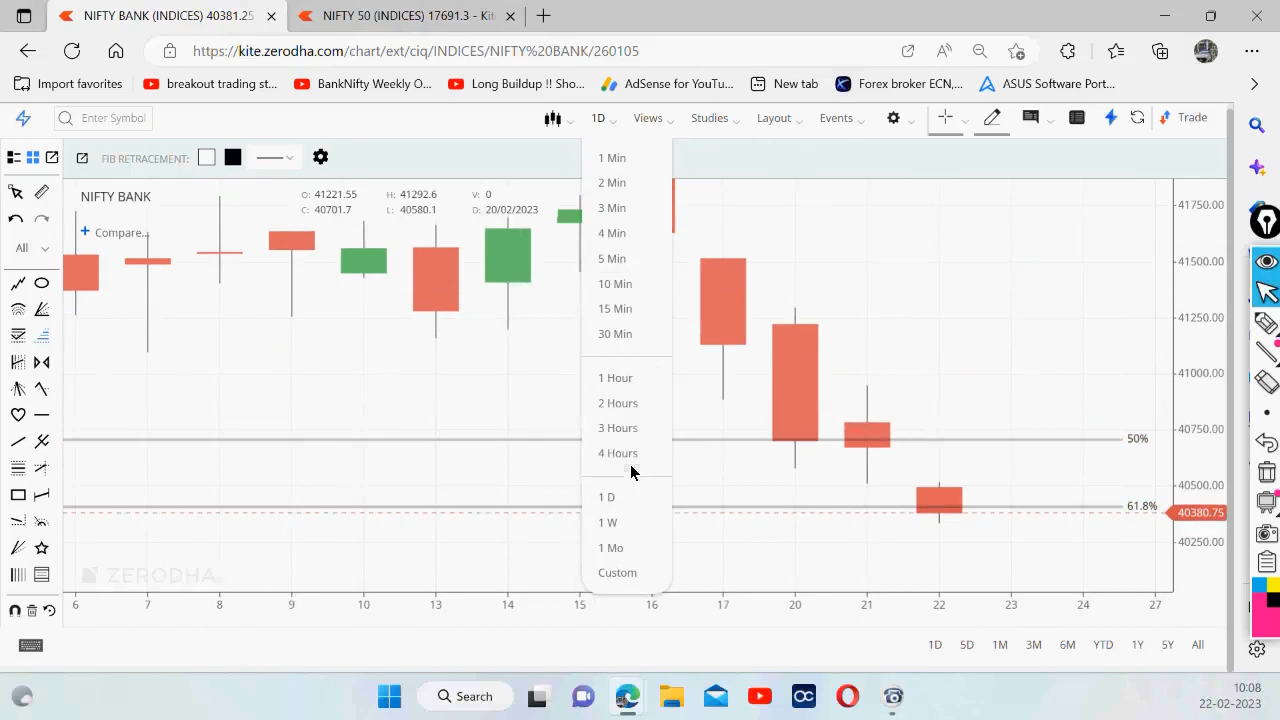 NIFTY BANK (INDICES) 40381.25
NIFTY 50 (INDICES) 17691.3 - Kit
https://kite.zerodha.com/chart/ext/ciq/INDICES/NIFTY%20BANK/260105
Import favorites
breakout trading st...
BankNifty Weekly O...
Long Buildup !! Sho...
AdSense for YouTu...
New tab
Forex broker ECN,...
ASUS Software Port...
Enter Symbol
1D
Views
Studies
Layout
Events
Trade
FIB RETRACEMENT:
NIFTY BANK
O: 41221.55 H: 41292.6 V: 0
C: 40701.7 L: 40580.1 D: 20/02/2023
Compare...
All
1 Min
2 Min
3 Min
4 Min
5 Min
10 Min
15 Min
30 Min
1 Hour
2 Hours
3 Hours
4 Hours
1 D
1 W
1 Mo
Custom
41750.00
41500.00
41250.00
41000.00
40750.00
40500.00
40380.75
40250.00
50%
61.8%
ZERODHA
6 7 8 9 10 13 14 15 16 17 20 21 22 23 24 27
1D 5D 1M 3M 6M YTD 1Y 5Y All
Search
10:08
22-02-2023